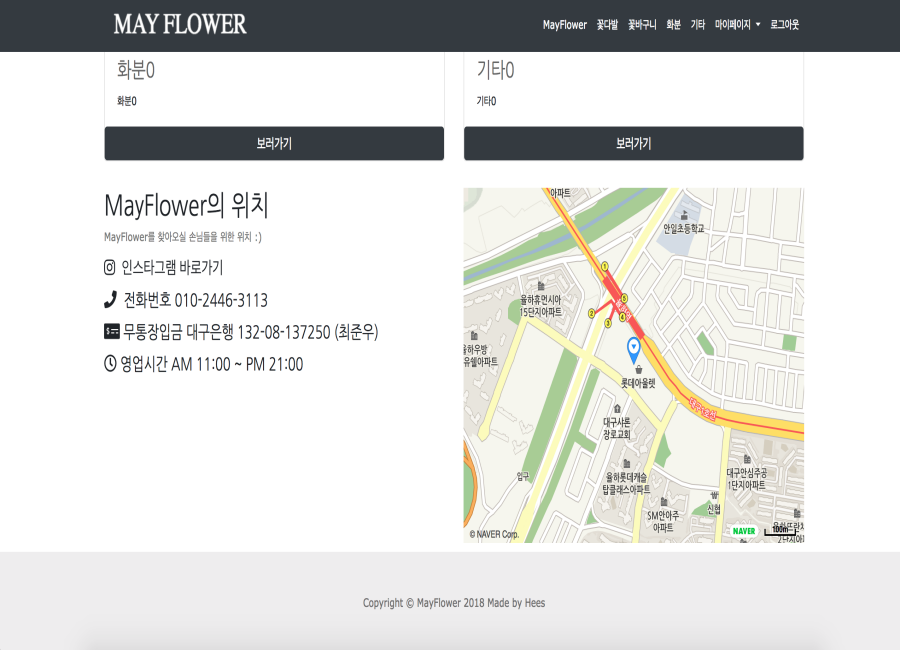 MAY FLOWER
MayFlower 꽃다발 꽃바구니 화분 기타 마이페이지 로그아웃
화분0
화분0
보러가기
기타0
기타0
보러가기
MayFlower의 위치
MayFlower를 찾아오실 손님들을 위한 위치 :)
인스타그램 바로가기
전화번호 010-2446-3113
무통장입금 대구은행 132-08-137250 (최준우)
영업시간 AM 11:00 ~ PM 21:00
아파트
안일초등학교
1
5
2
4
3
율하휴먼시아
15단지아파트
율하우방
유쉘아파트
롯데아울렛
대구사론
장로교회
율하롯데캐슬
탑클래스아파트
입구
SM안아주
아파트
대구안심주공
1단지아파트
신협
© NAVER Corp.
NAVER
100m
Copyright © MayFlower 2018 Made by Hees